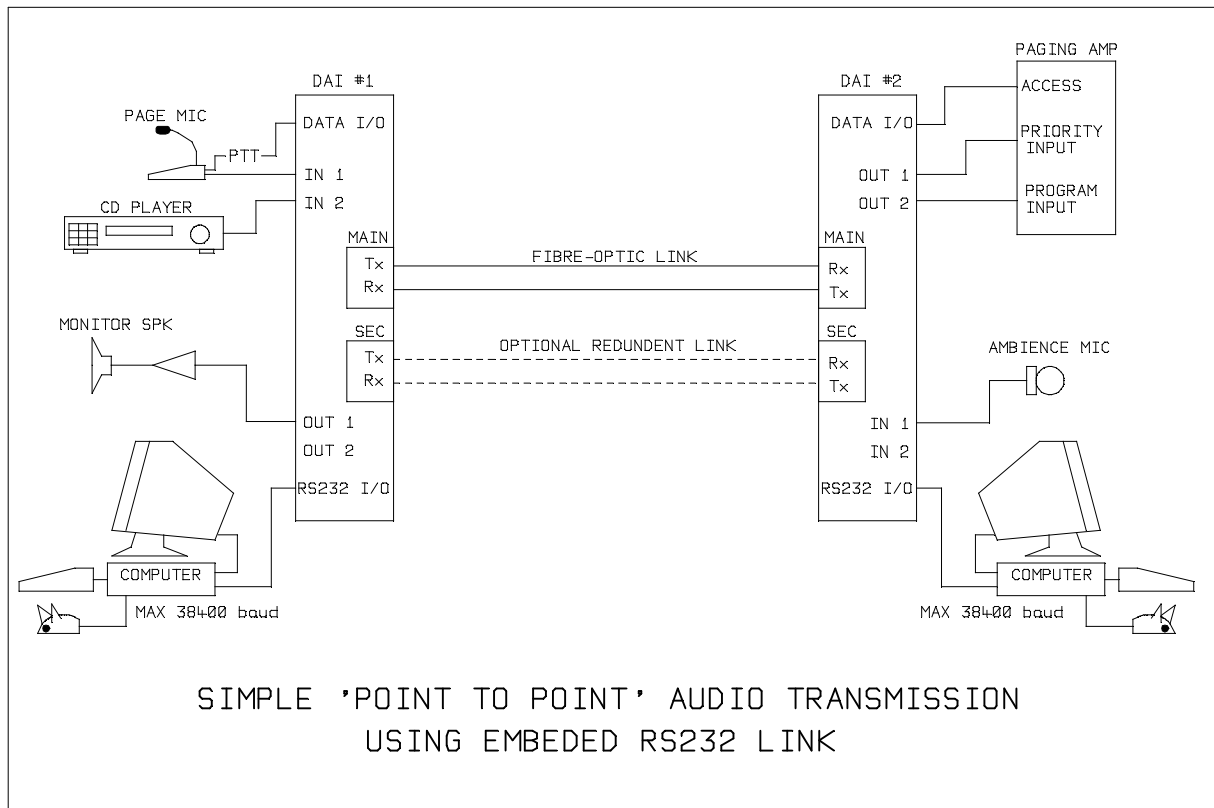 PAGING AMP
DAI #1
DAI #2
ACCESS
PAGE MIC
DATA I/O
DATA I/O
PRIORITY
INPUT
PTT
IN 1
OUT 1
CD PLAYER
IN 2
OUT 2
PROGRAM
INPUT
MAIN
MAIN
Tx
FIBRE-OPTIC LINK
Rx
Rx
Tx
MONITOR SPK
SEC
SEC
Tx
OPTIONAL REDUNDENT LINK
Rx
AMBIENCE MIC
Rx
Tx
OUT 1
IN 1
OUT 2
IN 2
RS232 I/O
RS232 I/O
COMPUTER
COMPUTER
MAX 38400 baud
MAX 38400 baud
SIMPLE 'POINT TO POINT' AUDIO TRANSMISSION
USING EMBEDED RS232 LINK